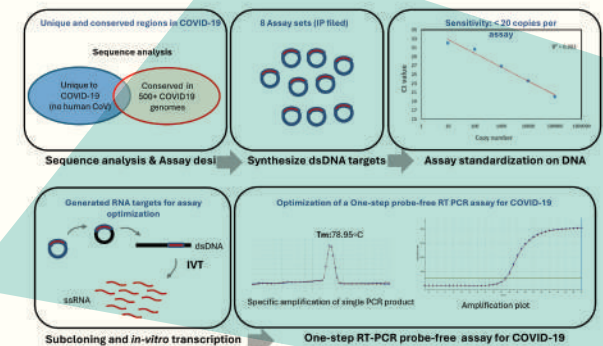 Unique and conserved regions in COVID-19
Sequence analysis
Unique to
COVID-19
(no human CoV)
Conserved in
500+ COVID19
genomes
Sequence analysis & Assay desi
8 Assay sets (IP filed)
Synthesize dsDNA targets
Sensitivity: < 20 copies per
assay
Ct value
Copy number
Assay standardization on DNA
Generated RNA targets for assay
optimization
dsDNA
IVT
ssRNA
Subcloning and in-vitro transcription
Optimization of a One-step probe-free RT PCR assay for COVID-19
Tm:78.95◦C
Specific amplification of single PCR product
Amplification plot
One-step RT-PCR probe-free assay for COVID-19